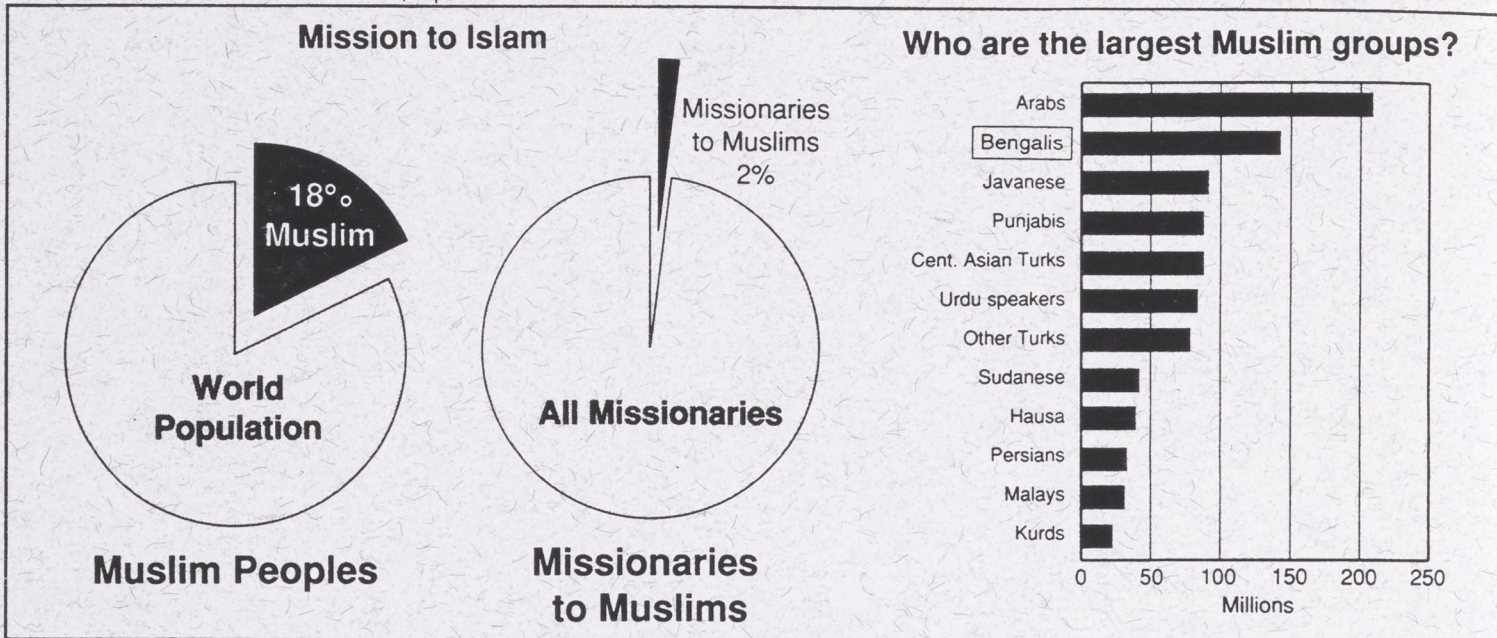 Mission to Islam
18%
Muslim
World
Population
Muslim Peoples
Missionaries
to Muslims
2%
All Missionaries
Missionaries
to Muslims
Who are the largest Muslim groups?
Arabs
Bengalis
Javanese
Punjabis
Cent. Asian Turks
Urdu speakers
Other Turks
Sudanese
Hausa
Persians
Malays
Kurds
0 50 100 150 200 250
Millions